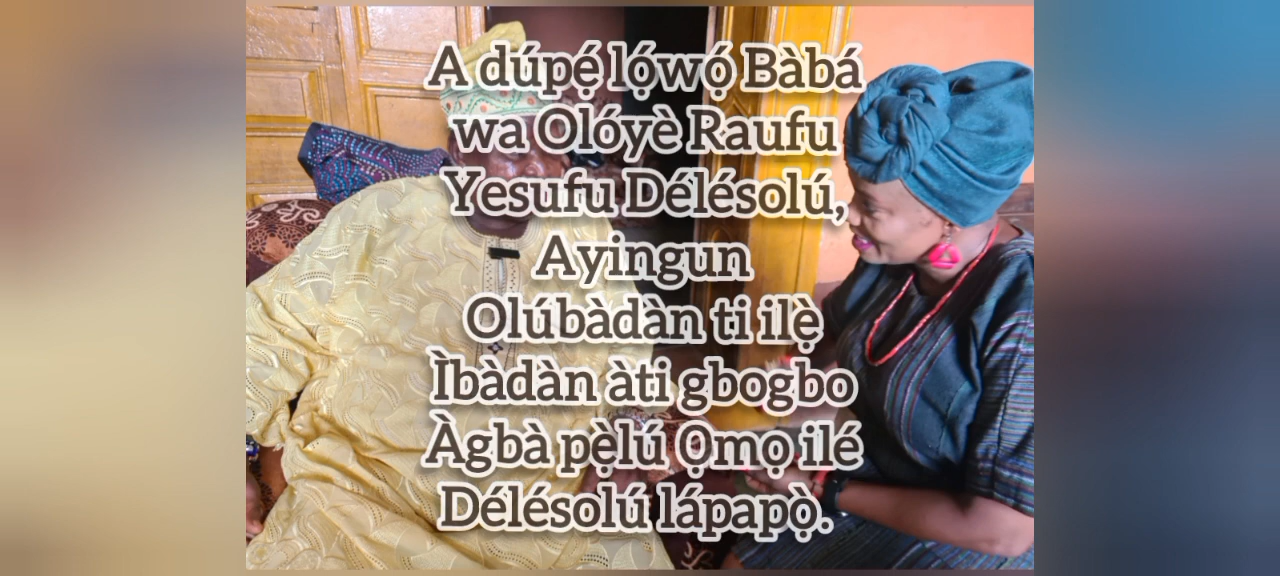 A dúpẹ́ lọ́wọ́ Bàbá
wa Olóyè Raufu
Yesufu Délésolú,
Ayingun
Olúbàdàn ti ilẹ̀
Ìbàdàn àti gbogbo
Àgbà pẹ̀lú Ọmọ ilé
Délésolú lápapọ̀.